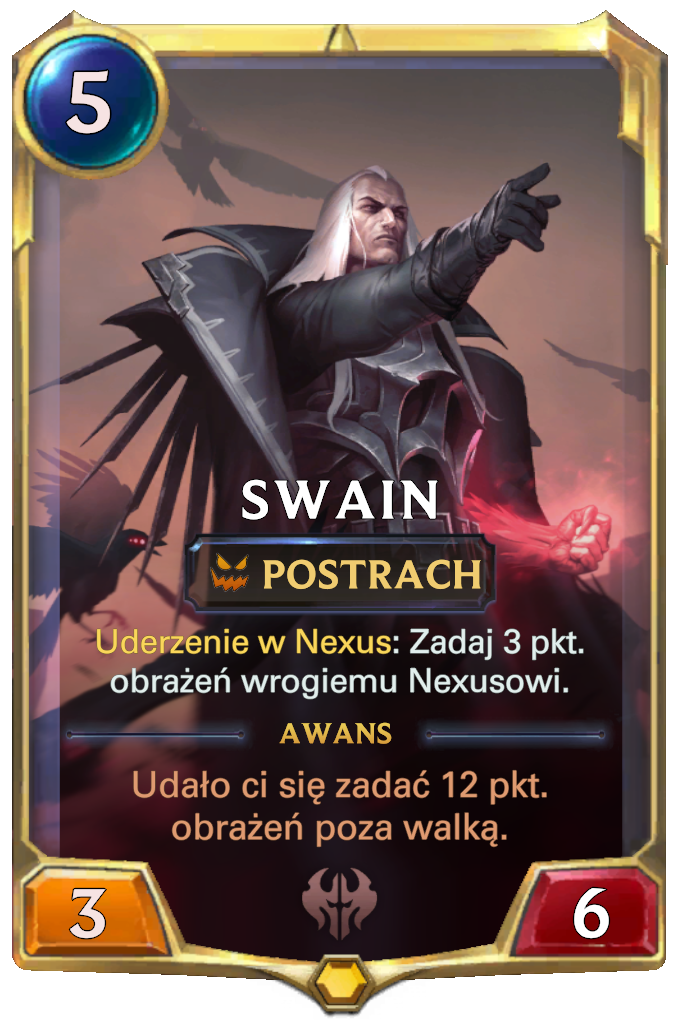 5
SWAIN
POSTRACH
Uderzenie w Nexus: Zadaj 3 pkt.
obrażeń wrogiemu Nexusowi.
AWANS
Udało ci się zadać 12 pkt.
obrażeń poza walką.
3
6